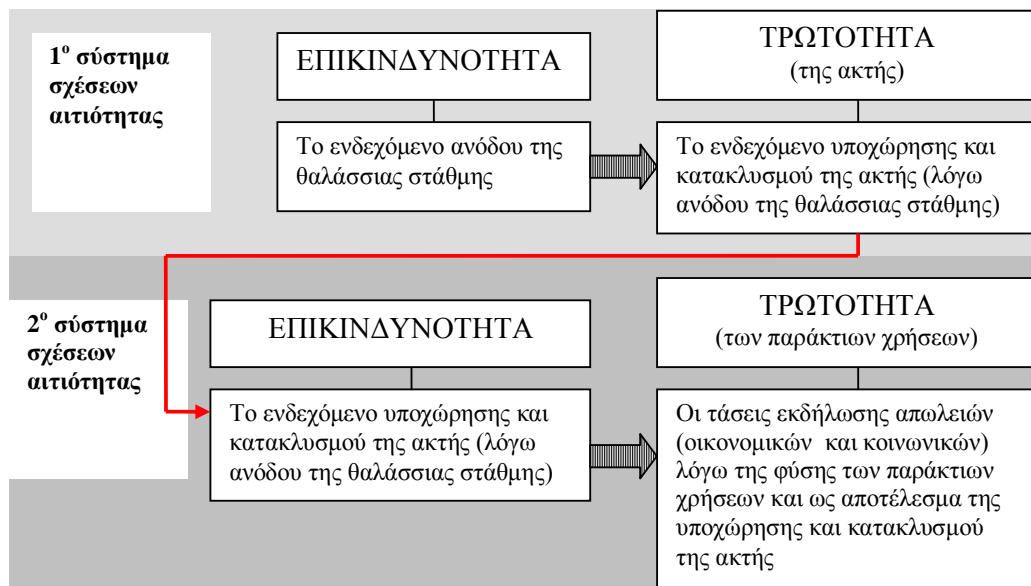 1ο σύστημα
σχέσεων
αιτιότητας
ΕΠΙΚΙΝΔΥΝΟΤΗΤΑ
Το ενδεχόμενο ανόδου της
θαλάσσιας στάθμης
ΤΡΩΤΟΤΗΤΑ
(της ακτής)
Το ενδεχόμενο υποχώρησης και
κατακλυσμού της ακτής (λόγω
ανόδου της θαλάσσιας στάθμης)
2ο σύστημα
σχέσεων
αιτιότητας
ΕΠΙΚΙΝΔΥΝΟΤΗΤΑ
Το ενδεχόμενο υποχώρησης και
κατακλυσμού της ακτής (λόγω
ανόδου της θαλάσσιας στάθμης)
ΤΡΩΤΟΤΗΤΑ
(των παράκτιων χρήσεων)
Οι τάσεις εκδήλωσης απωλειών
(οικονομικών και κοινωνικών)
λόγω της φύσης των παράκτιων
χρήσεων και ως αποτέλεσμα της
υποχώρησης και κατακλυσμού
της ακτής